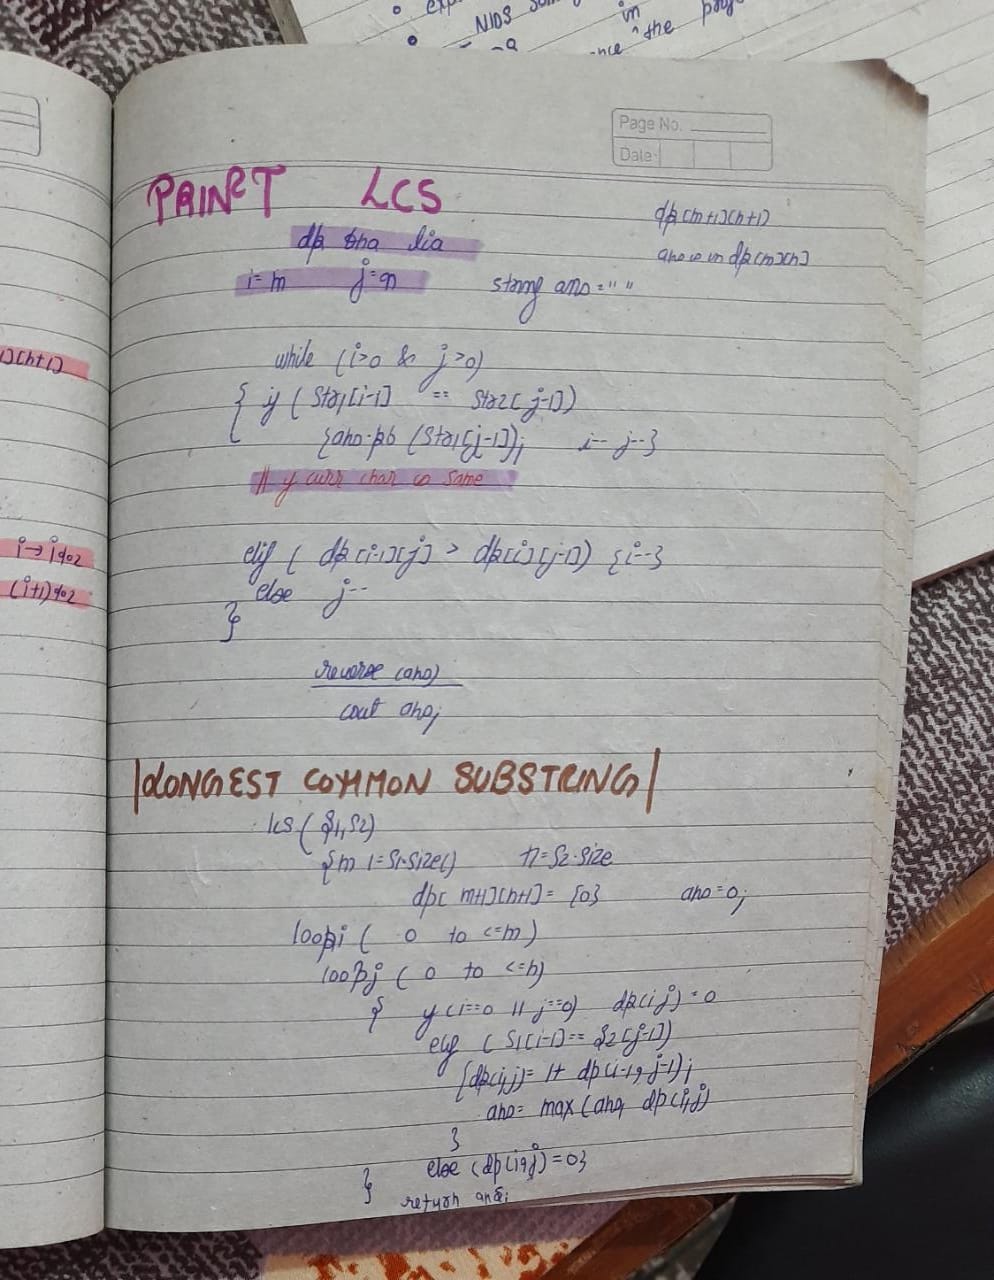 NIDS
in
the
Page No.
Date:
PRINT LCS
dp[m+1][n+1]
dp bna lia
ans is in dp[m][n]
i=m j=n string ans = " "
while (i>0 & j>0)
][n+1]
{ if ( Str1[i-1] == Str2[j-1])
{ans.pb (Str1[j-1]); i-- j--}
// if curr char is same
i → i%2
elif ( dp[i-1][j] > dp[i][j-1]) {i--}
(i+1)%2
else j--
}
reverse (ans)
cout ans;
|LONGEST COMMON SUBSTRING|
lcs ( S1,S2)
{m 1= S1.size() n=S2.size
dp[ m+1][n+1] = {0} ans=0;
loopi ( 0 to <=m)
loopj ( 0 to <=n)
{ if (i==0 || j==0) dp(i,j) = 0
elif ( S1[i-1] == S2[j-1])
{dp(i,j) = 1+ dp(i-1, j-1);
ans= max (ans, dp(i,j)
}
else (dp(i,j) = 0}
}
return ans;